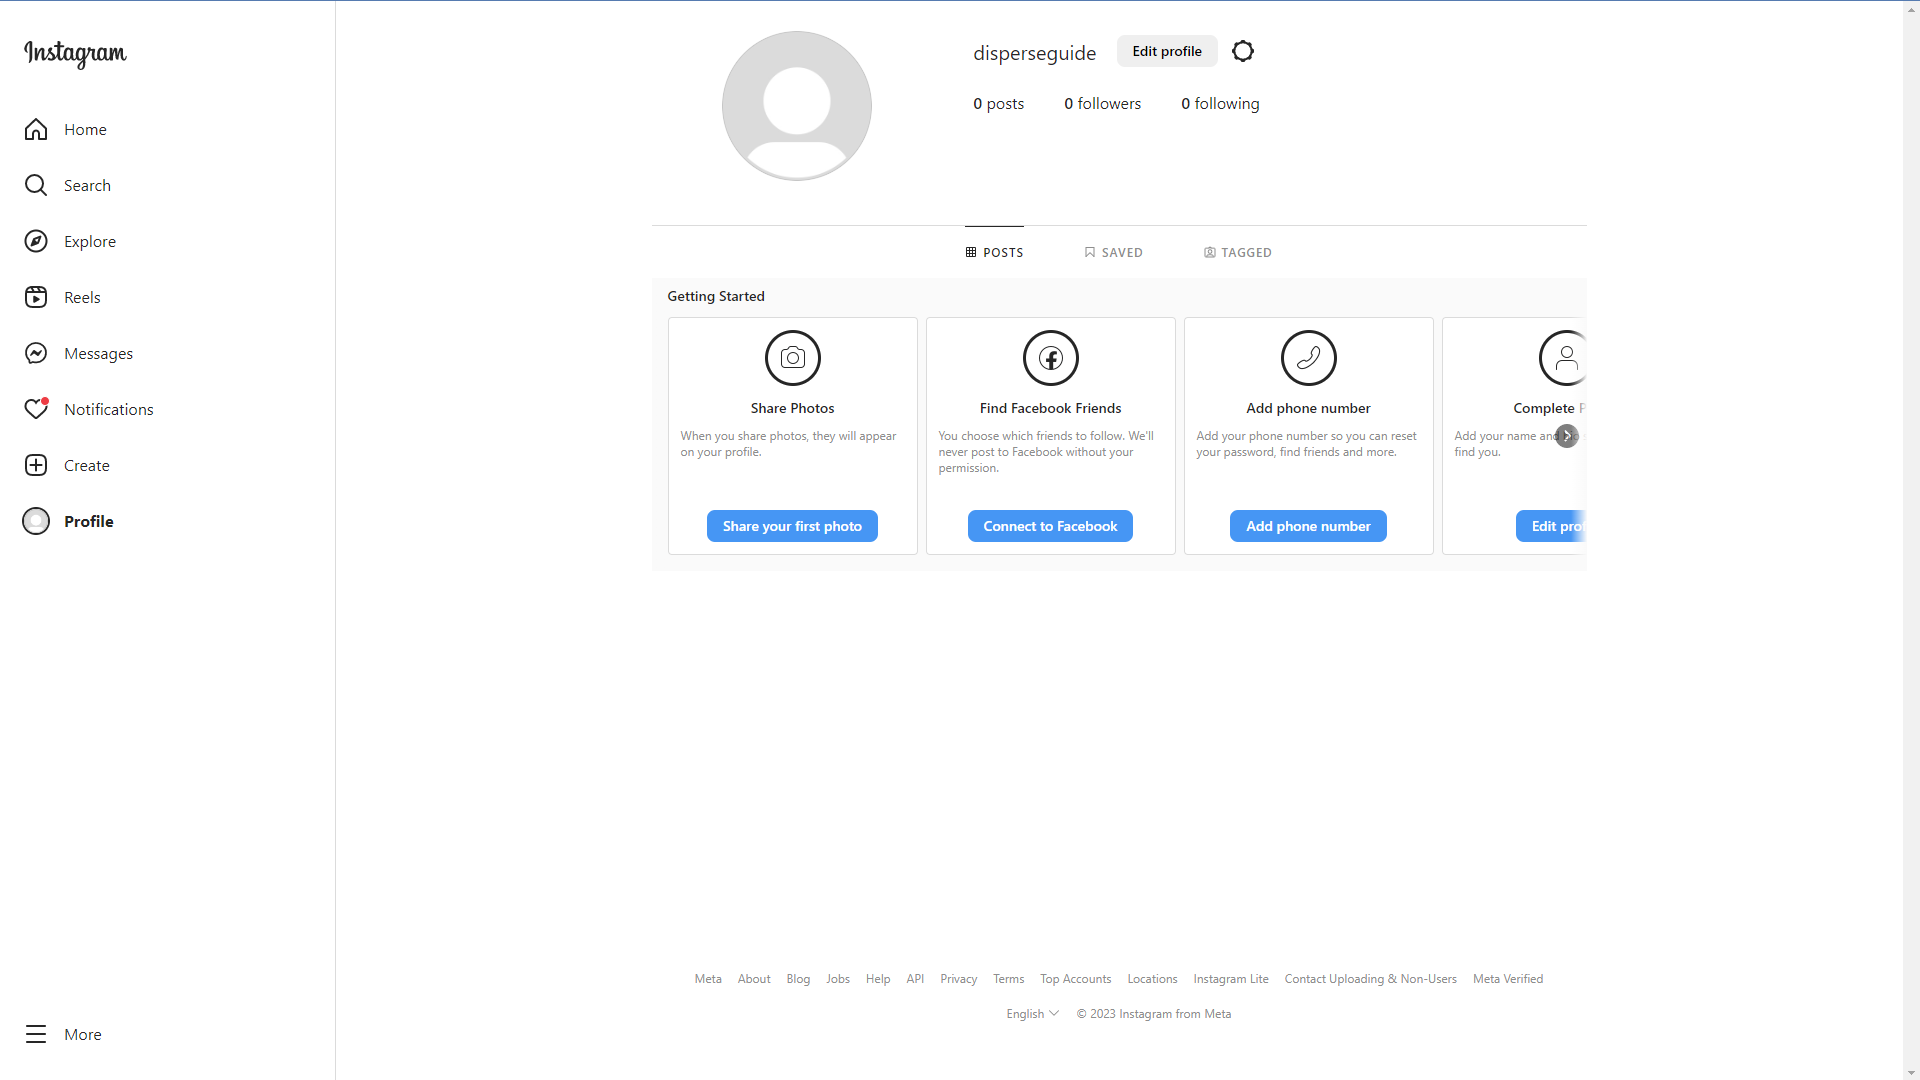 Instagram
Home
Search
Explore
Reels
Messages
Notifications
Create
Profile
More
disperseguide Edit profile
0 posts 0 followers 0 following
POSTS SAVED TAGGED
Getting Started
Share Photos
When you share photos, they will appear
on your profile.
Share your first photo
Find Facebook Friends
You choose which friends to follow. We'll
never post to Facebook without your
permission.
Connect to Facebook
Add phone number
Add your phone number so you can reset
your password, find friends and more.
Add phone number
Complete P
Add your name and bio
find you.
Edit prof
Meta About Blog Jobs Help API Privacy Terms Top Accounts Locations Instagram Lite Contact Uploading & Non-Users Meta Verified
English © 2023 Instagram from Meta